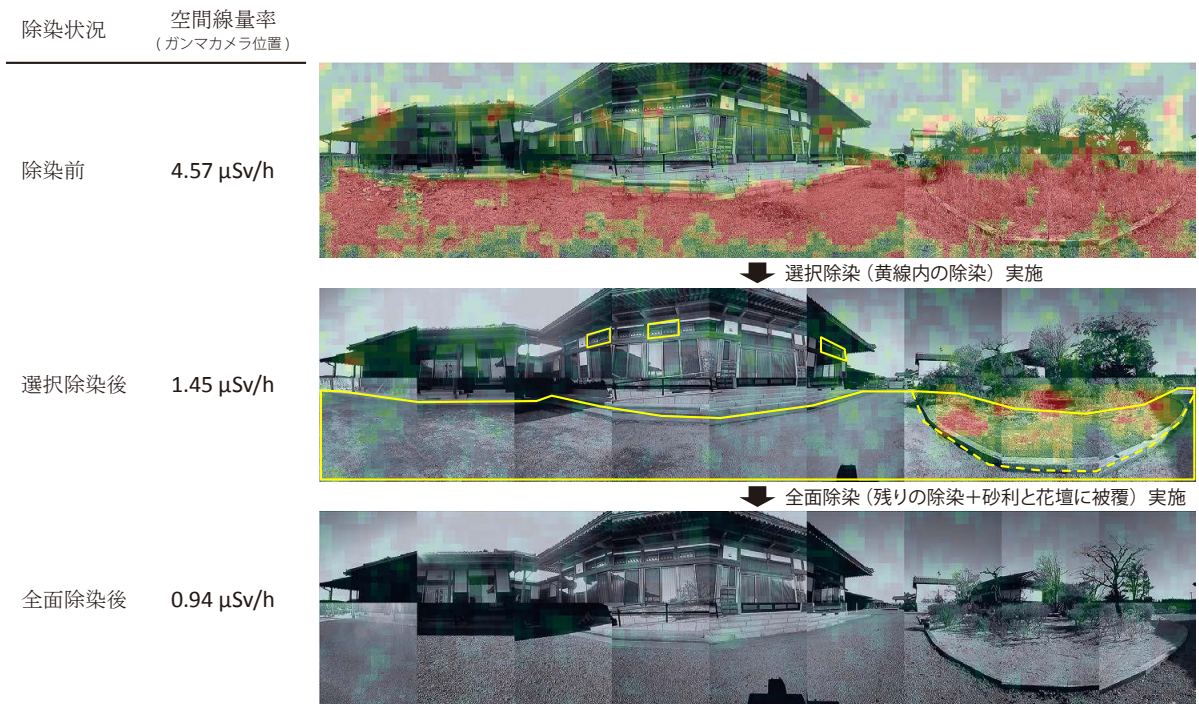 除染状況
空間線量率
(ガンマカメラ位置)
除染前
4.57 µSv/h
選択除染（黄線内の除染）実施
選択除染後
1.45 µSv/h
全面除染（残りの除染＋砂利と花壇に被覆）実施
全面除染後
0.94 µSv/h